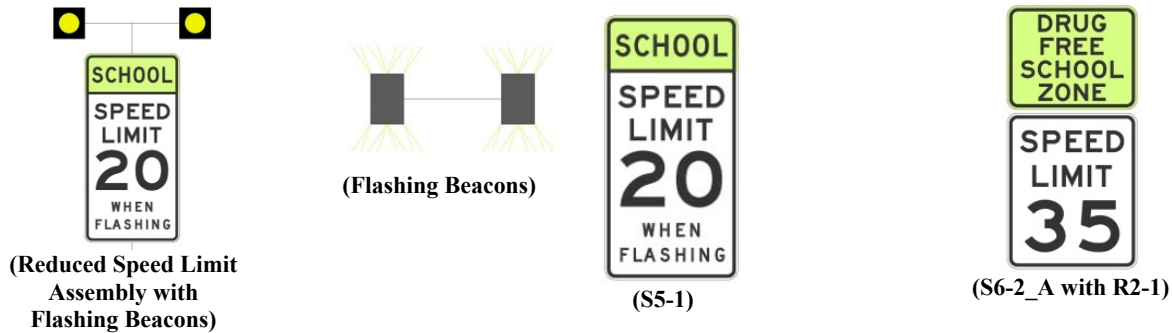 SCHOOL
SPEED
LIMIT
20
WHEN
FLASHING
(Reduced Speed Limit
Assembly with
Flashing Beacons)
(Flashing Beacons)
SCHOOL
SPEED
LIMIT
20
WHEN
FLASHING
(S5-1)
DRUG
FREE
SCHOOL
ZONE
SPEED
LIMIT
35
(S6-2_A with R2-1)